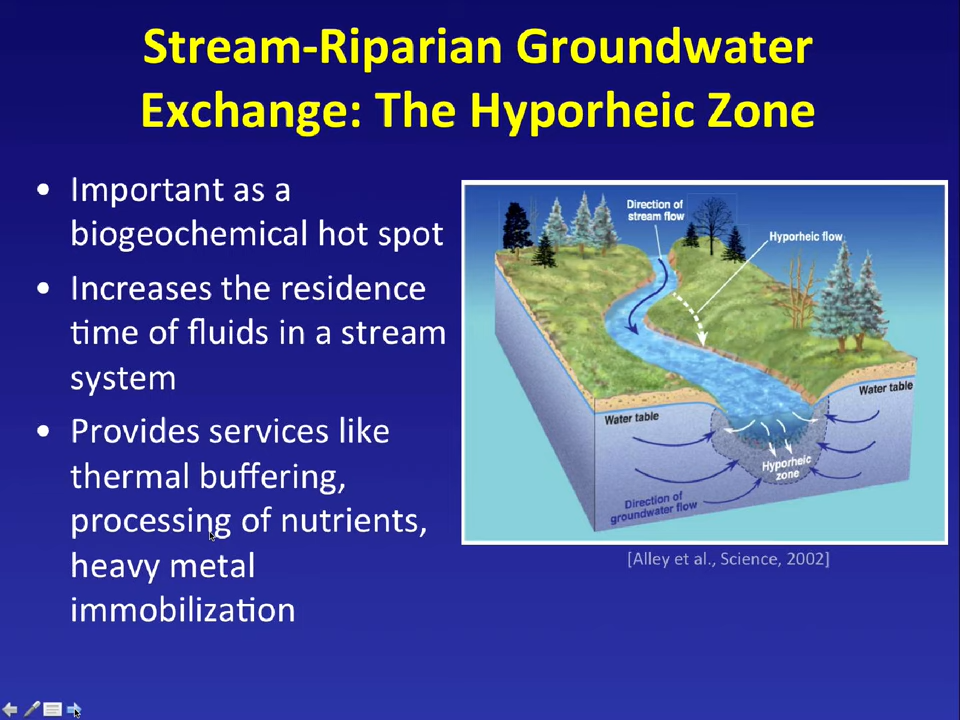 Stream-Riparian Groundwater
Exchange: The Hyporheic Zone
• Important as a
biogeochemical hot spot
• Increases the residence
time of fluids in a stream
system
• Provides services like
thermal buffering,
processing of nutrients,
heavy metal
immobilization
Direction of
stream flow
Hyporheic flow
Water table
Water table
Hyporheic
zone
Direction of
groundwater flow
[Alley et al., Science, 2002]